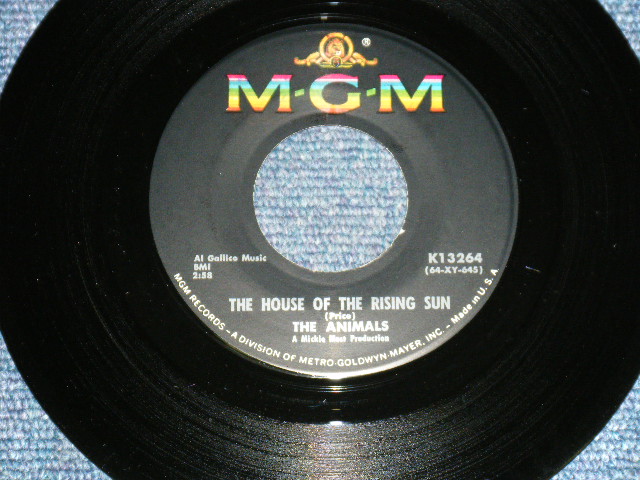 ®
M-G-M
Al Gallico Music
BMI
2:58
K13264
(64-XY-645)
THE HOUSE OF THE RISING SUN
(Price)
THE ANIMALS
A Mickie Most Production
MGM RECORDS - A DIVISION OF METRO-GOLDWYN-MAYER, INC. - Made in U.S.A